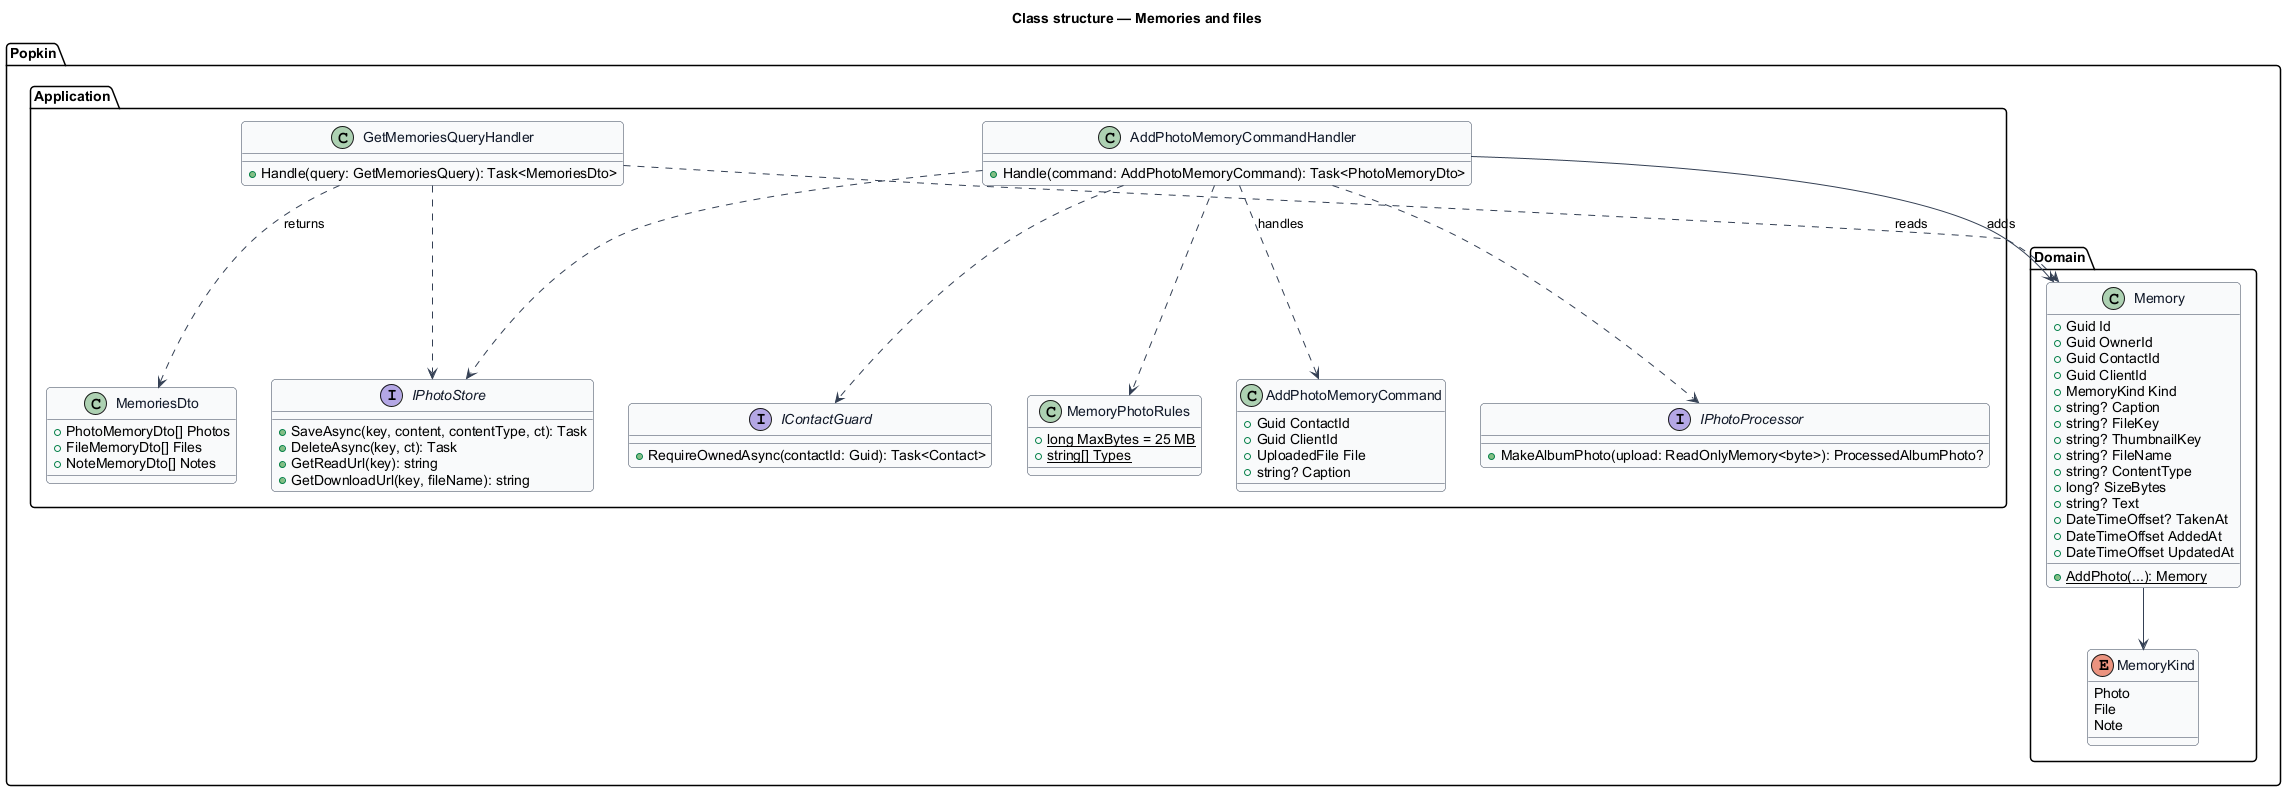 Class structure — Memories and files
Popkin
Application
C GetMemoriesQueryHandler
Handle(query: GetMemoriesQuery): Task<MemoriesDto>
C AddPhotoMemoryCommandHandler
Handle(command: AddPhotoMemoryCommand): Task<PhotoMemoryDto>
returns
handles
reads
adds
C MemoriesDto
PhotoMemoryDto[] Photos
FileMemoryDto[] Files
NoteMemoryDto[] Notes
I IPhotoStore
SaveAsync(key, content, contentType, ct): Task
DeleteAsync(key, ct): Task
GetReadUrl(key): string
GetDownloadUrl(key, fileName): string
I IContactGuard
RequireOwnedAsync(contactId: Guid): Task<Contact>
C MemoryPhotoRules
long MaxBytes = 25 MB
string[] Types
C AddPhotoMemoryCommand
Guid ContactId
Guid ClientId
UploadedFile File
string? Caption
I IPhotoProcessor
MakeAlbumPhoto(upload: ReadOnlyMemory<byte>): ProcessedAlbumPhoto?
Domain
C Memory
Guid Id
Guid OwnerId
Guid ContactId
Guid ClientId
MemoryKind Kind
string? Caption
string? FileKey
string? ThumbnailKey
string? FileName
string? ContentType
long? SizeBytes
string? Text
DateTimeOffset? TakenAt
DateTimeOffset AddedAt
DateTimeOffset UpdatedAt
AddPhoto(...): Memory
E MemoryKind
Photo
File
Note